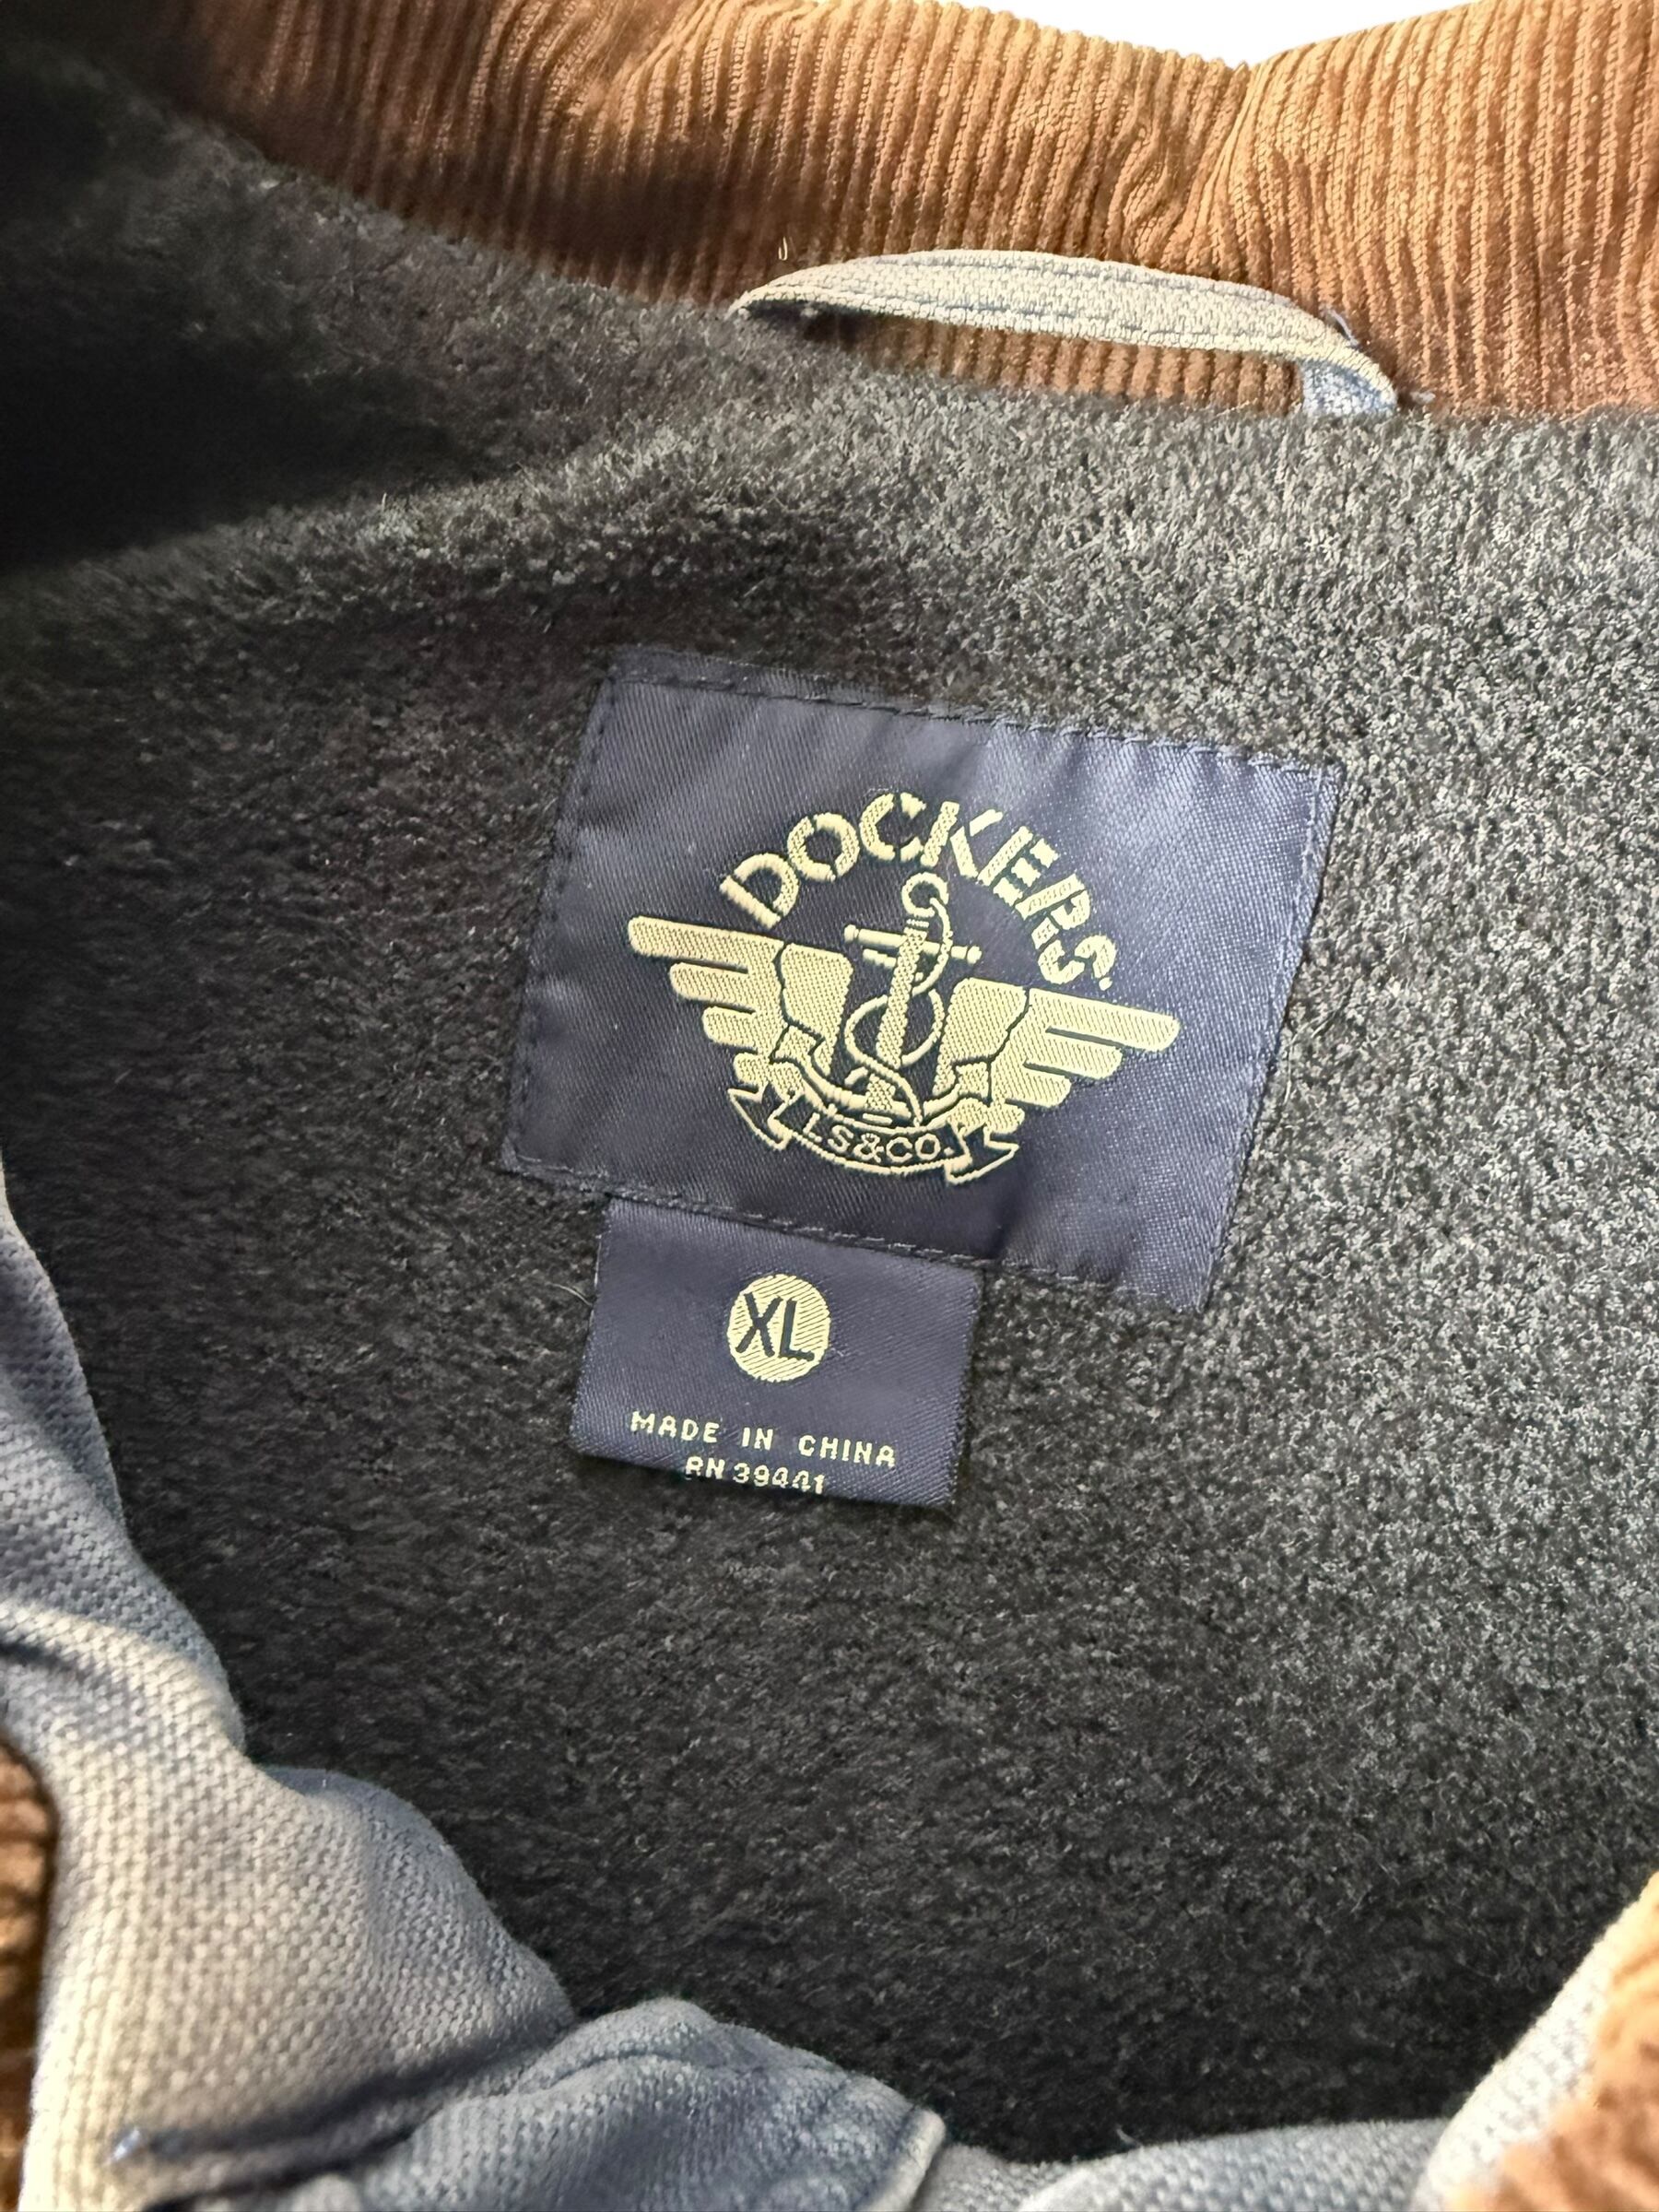 DOCKERS
LS&CO.
XL
MADE IN CHINA
RN 39441